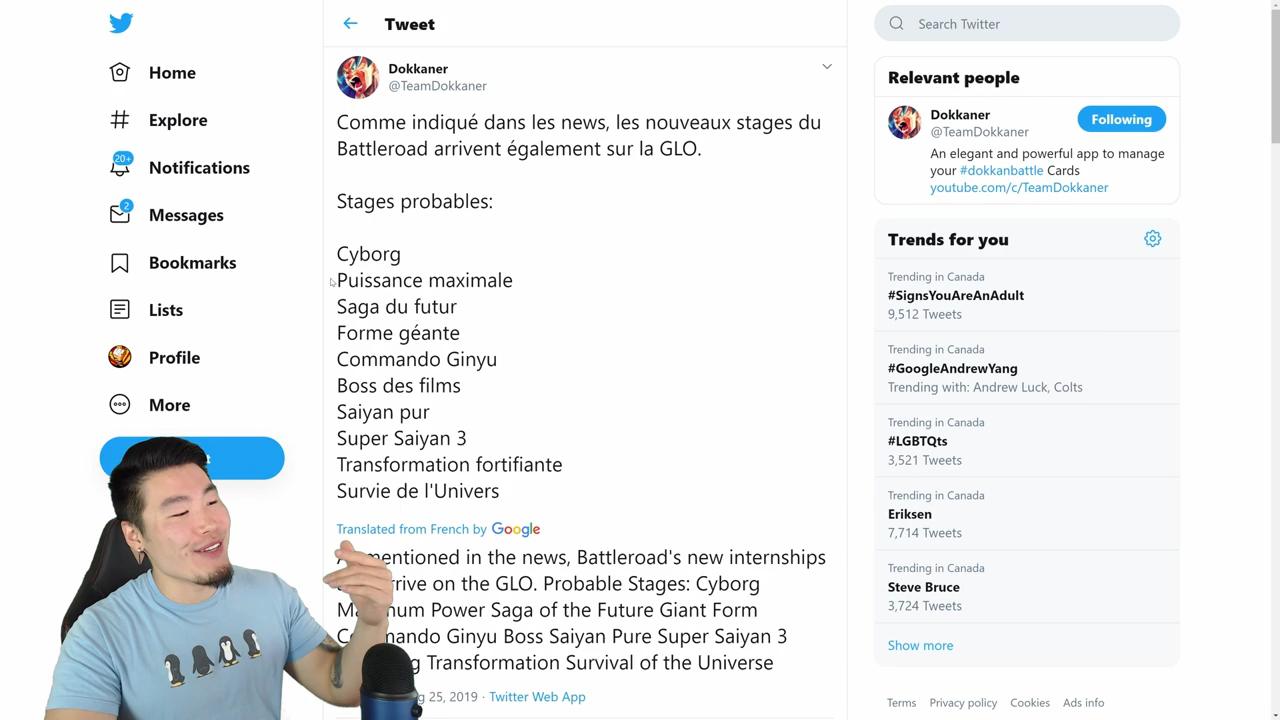 Home
Explore
20+
Notifications
2
Messages
Bookmarks
Lists
Profile
More
Tweet
Dokkaner
@TeamDokkaner
Comme indiqué dans les news, les nouveaux stages du
Battleroad arrivent également sur la GLO.
Stages probables:
Cyborg
Puissance maximale
Saga du futur
Forme géante
Commando Ginyu
Boss des films
Saiyan pur
Super Saiyan 3
Transformation fortifiante
Survie de l'Univers
Translated from French by Google
mentioned in the news, Battleroad's new internships
on the GLO. Probable Stages: Cyborg
Power Saga of the Future Giant Form
Ginyu Boss Saiyan Pure Super Saiyan 3
Transformation Survival of the Universe
25, 2019 · Twitter Web App
Search Twitter
Relevant people
Dokkaner
@TeamDokkaner
Following
An elegant and powerful app to manage
your #dokkanbattle Cards
youtube.com/c/TeamDokkaner
Trends for you
Trending in Canada
#SignsYouAreAnAdult
9,512 Tweets
Trending in Canada
#GoogleAndrewYang
Trending with: Andrew Luck, Colts
Trending in Canada
#LGBTQts
3,521 Tweets
Trending in Canada
Eriksen
7,714 Tweets
Trending in Canada
Steve Bruce
3,724 Tweets
Show more
Terms Privacy policy Cookies Ads info